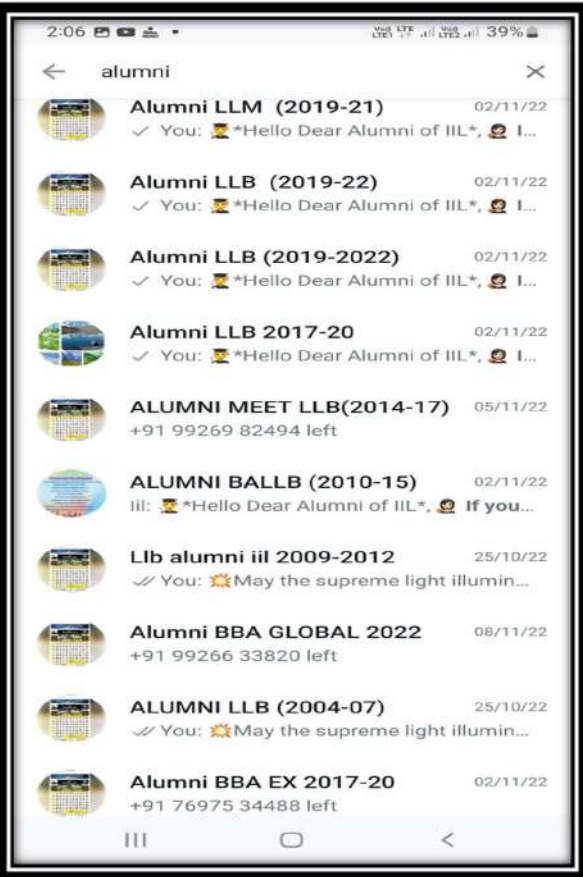 2:06
39%
alumni
Alumni LLM (2019-21) 02/11/22
✓ You: 👨‍🎓*Hello Dear Alumni of IIL*, 👩‍🎓 I...
Alumni LLB (2019-22) 02/11/22
✓ You: 👨‍🎓*Hello Dear Alumni of IIL*, 👩‍🎓 I...
Alumni LLB (2019-2022) 02/11/22
✓ You: 👨‍🎓*Hello Dear Alumni of IIL*, 👩‍🎓 I...
Alumni LLB 2017-20 02/11/22
✓ You: 👨‍🎓*Hello Dear Alumni of IIL*, 👩‍🎓 I...
ALUMNI MEET LLB(2014-17) 05/11/22
+91 99269 82494 left
ALUMNI BALLB (2010-15) 02/11/22
Iil: 👨‍🎓*Hello Dear Alumni of IIL*, 👩‍🎓 If you...
Llb alumni iil 2009-2012 25/10/22
✓✓ You: 💥May the supreme light illumin...
Alumni BBA GLOBAL 2022 08/11/22
+91 99266 33820 left
ALUMNI LLB (2004-07) 25/10/22
✓✓ You: 💥May the supreme light illumin...
Alumni BBA EX 2017-20 02/11/22
+91 76975 34488 left